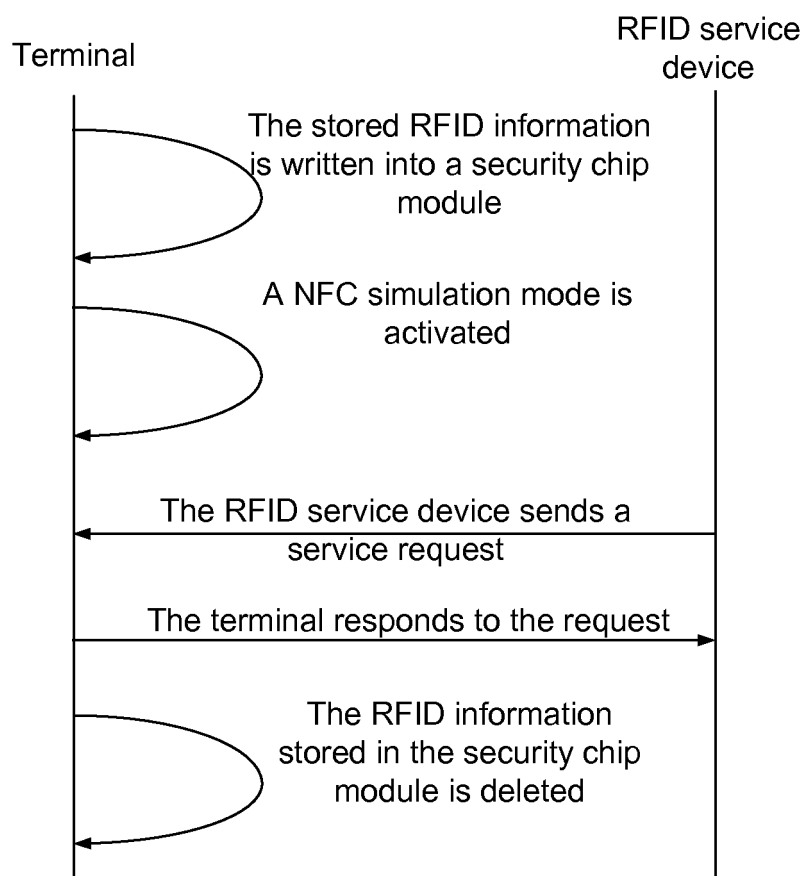 Terminal
RFID service
device
The stored RFID information
is written into a security chip
module
A NFC simulation mode is
activated
The RFID service device sends a
service request
The terminal responds to the request
The RFID information
stored in the security chip
module is deleted